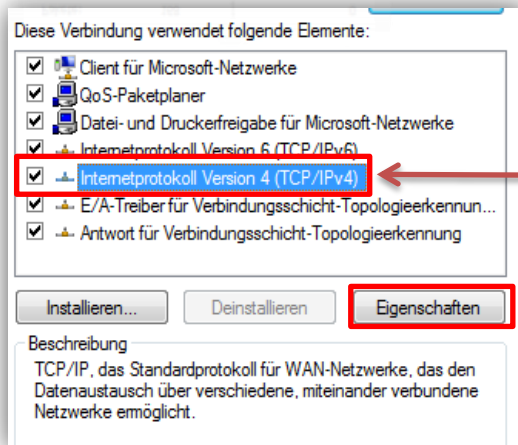 Diese Verbindung verwendet folgende Elemente:
Client für Microsoft-Netzwerke
QoS-Paketplaner
Datei- und Druckerfreigabe für Microsoft-Netzwerke
Internetprotokoll Version 6 (TCP/IPv6)
Internetprotokoll Version 4 (TCP/IPv4)
E/A-Treiber für Verbindungsschicht-Topologieerkennun...
Antwort für Verbindungsschicht-Topologieerkennung
Installieren...
Deinstallieren
Eigenschaften
Beschreibung
TCP/IP, das Standardprotokoll für WAN-Netzwerke, das den
Datenaustausch über verschiedene, miteinander verbundene
Netzwerke ermöglicht.